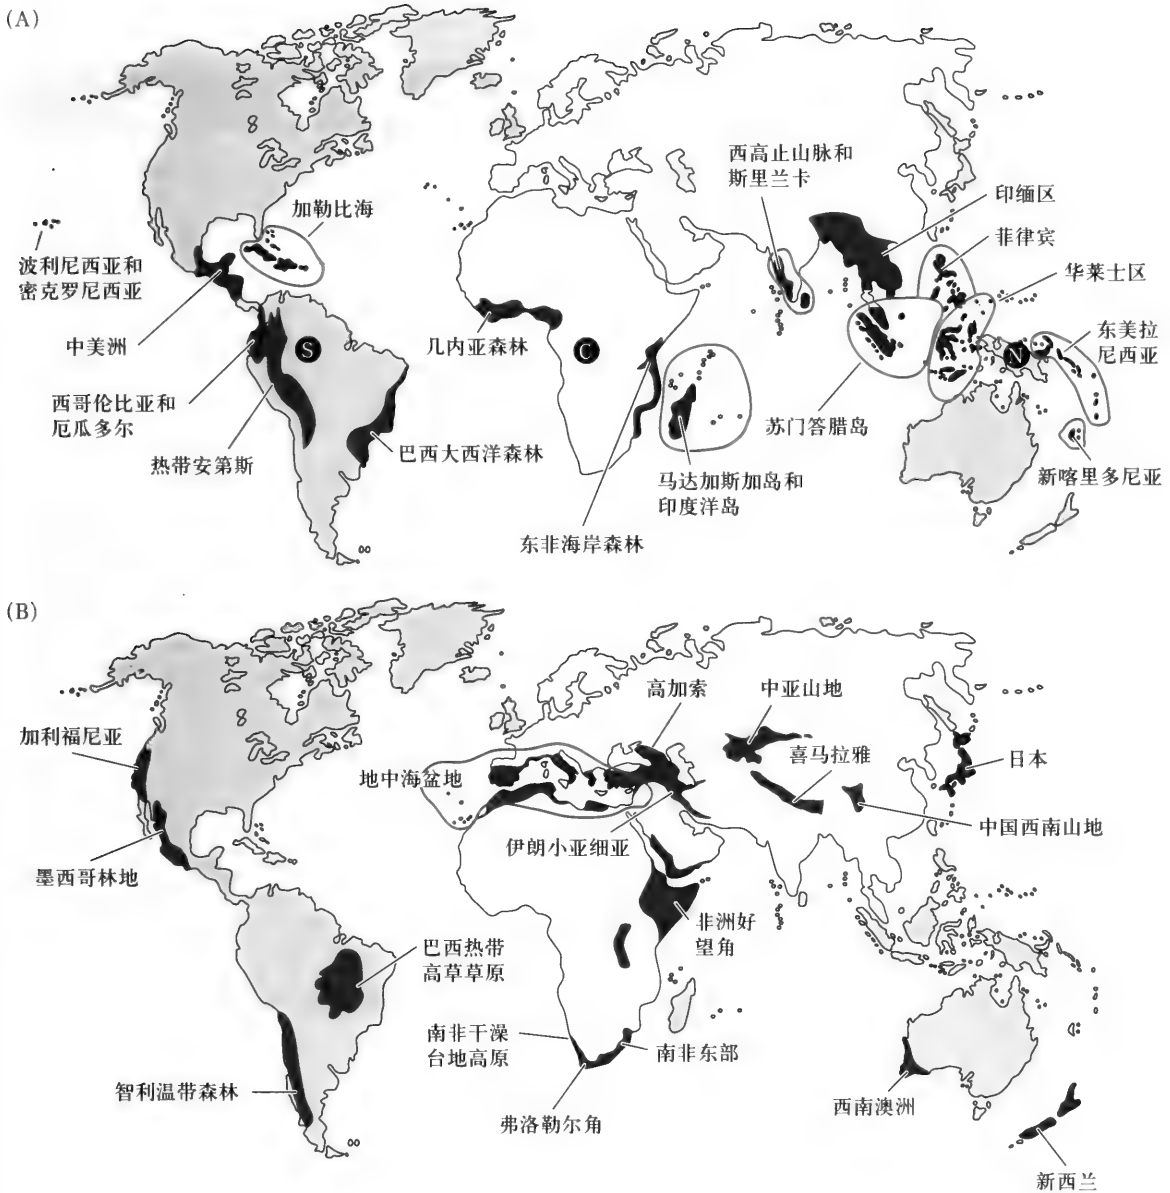 (A)
西高止山脉和
斯里兰卡
印缅区
加勒比海
菲律宾
波利尼西亚和
密克罗尼西亚
华莱士区
中美洲
S
几内亚森林
C
N
东美拉
尼西亚
西哥伦比亚和
厄瓜多尔
苏门答腊岛
热带安第斯
巴西大西洋森林
马达加斯加岛和
印度洋岛
新喀里多尼亚
东非海岸森林
(B)
高加索
中亚山地
加利福尼亚
喜马拉雅
日本
地中海盆地
中国西南山地
伊朗小亚细亚
墨西哥林地
非洲好
望角
巴西热带
高草草原
南非干澡
台地高原
南非东部
智利温带森林
西南澳洲
弗洛勒尔角
新西兰